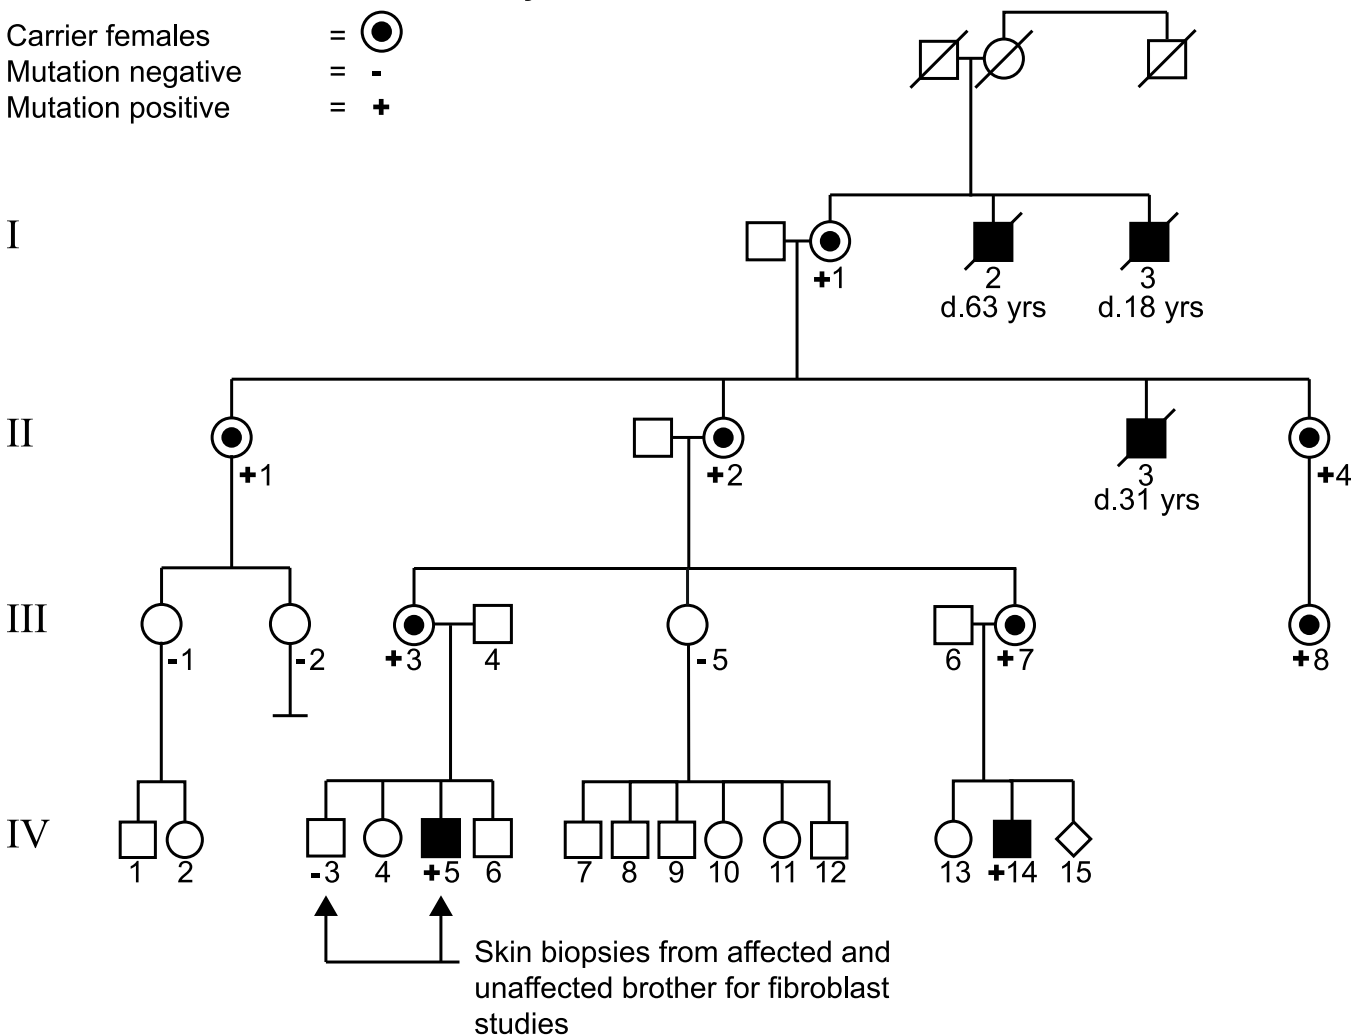 Carrier females =
Mutation negative = -
Mutation positive = +
I
+1 2 3
d.63 yrs d.18 yrs
II
+1 +2 3 +4
d.31 yrs
III
-1 -2 +3 4 -5 6 +7 +8
IV
1 2 -3 4 +5 6 7 8 9 10 11 12 13 +14 15
Skin biopsies from affected and
unaffected brother for fibroblast
studies